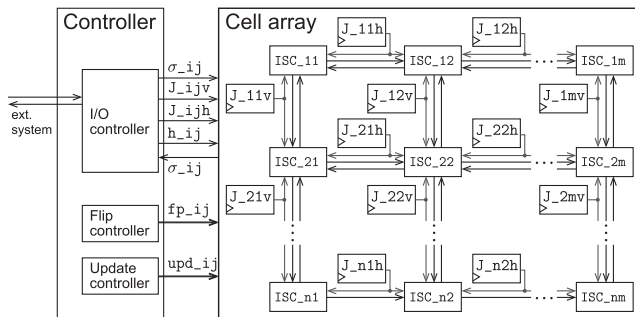 Controller
Cell array
J_11h
J_12h
ISC_11
ISC_12
...
ISC_1m
σ_ij
J_ijv
J_ijh
h_ij
σ_ij
I/O
controller
ext.
system
J_11v
J_12v
J_1mv
J_21h
J_22h
ISC_21
ISC_22
...
ISC_2m
J_21v
J_22v
J_2mv
Flip
controller
fp_ij
Update
controller
upd_ij
J_n1h
J_n2h
ISC_n1
ISC_n2
...
ISC_nm